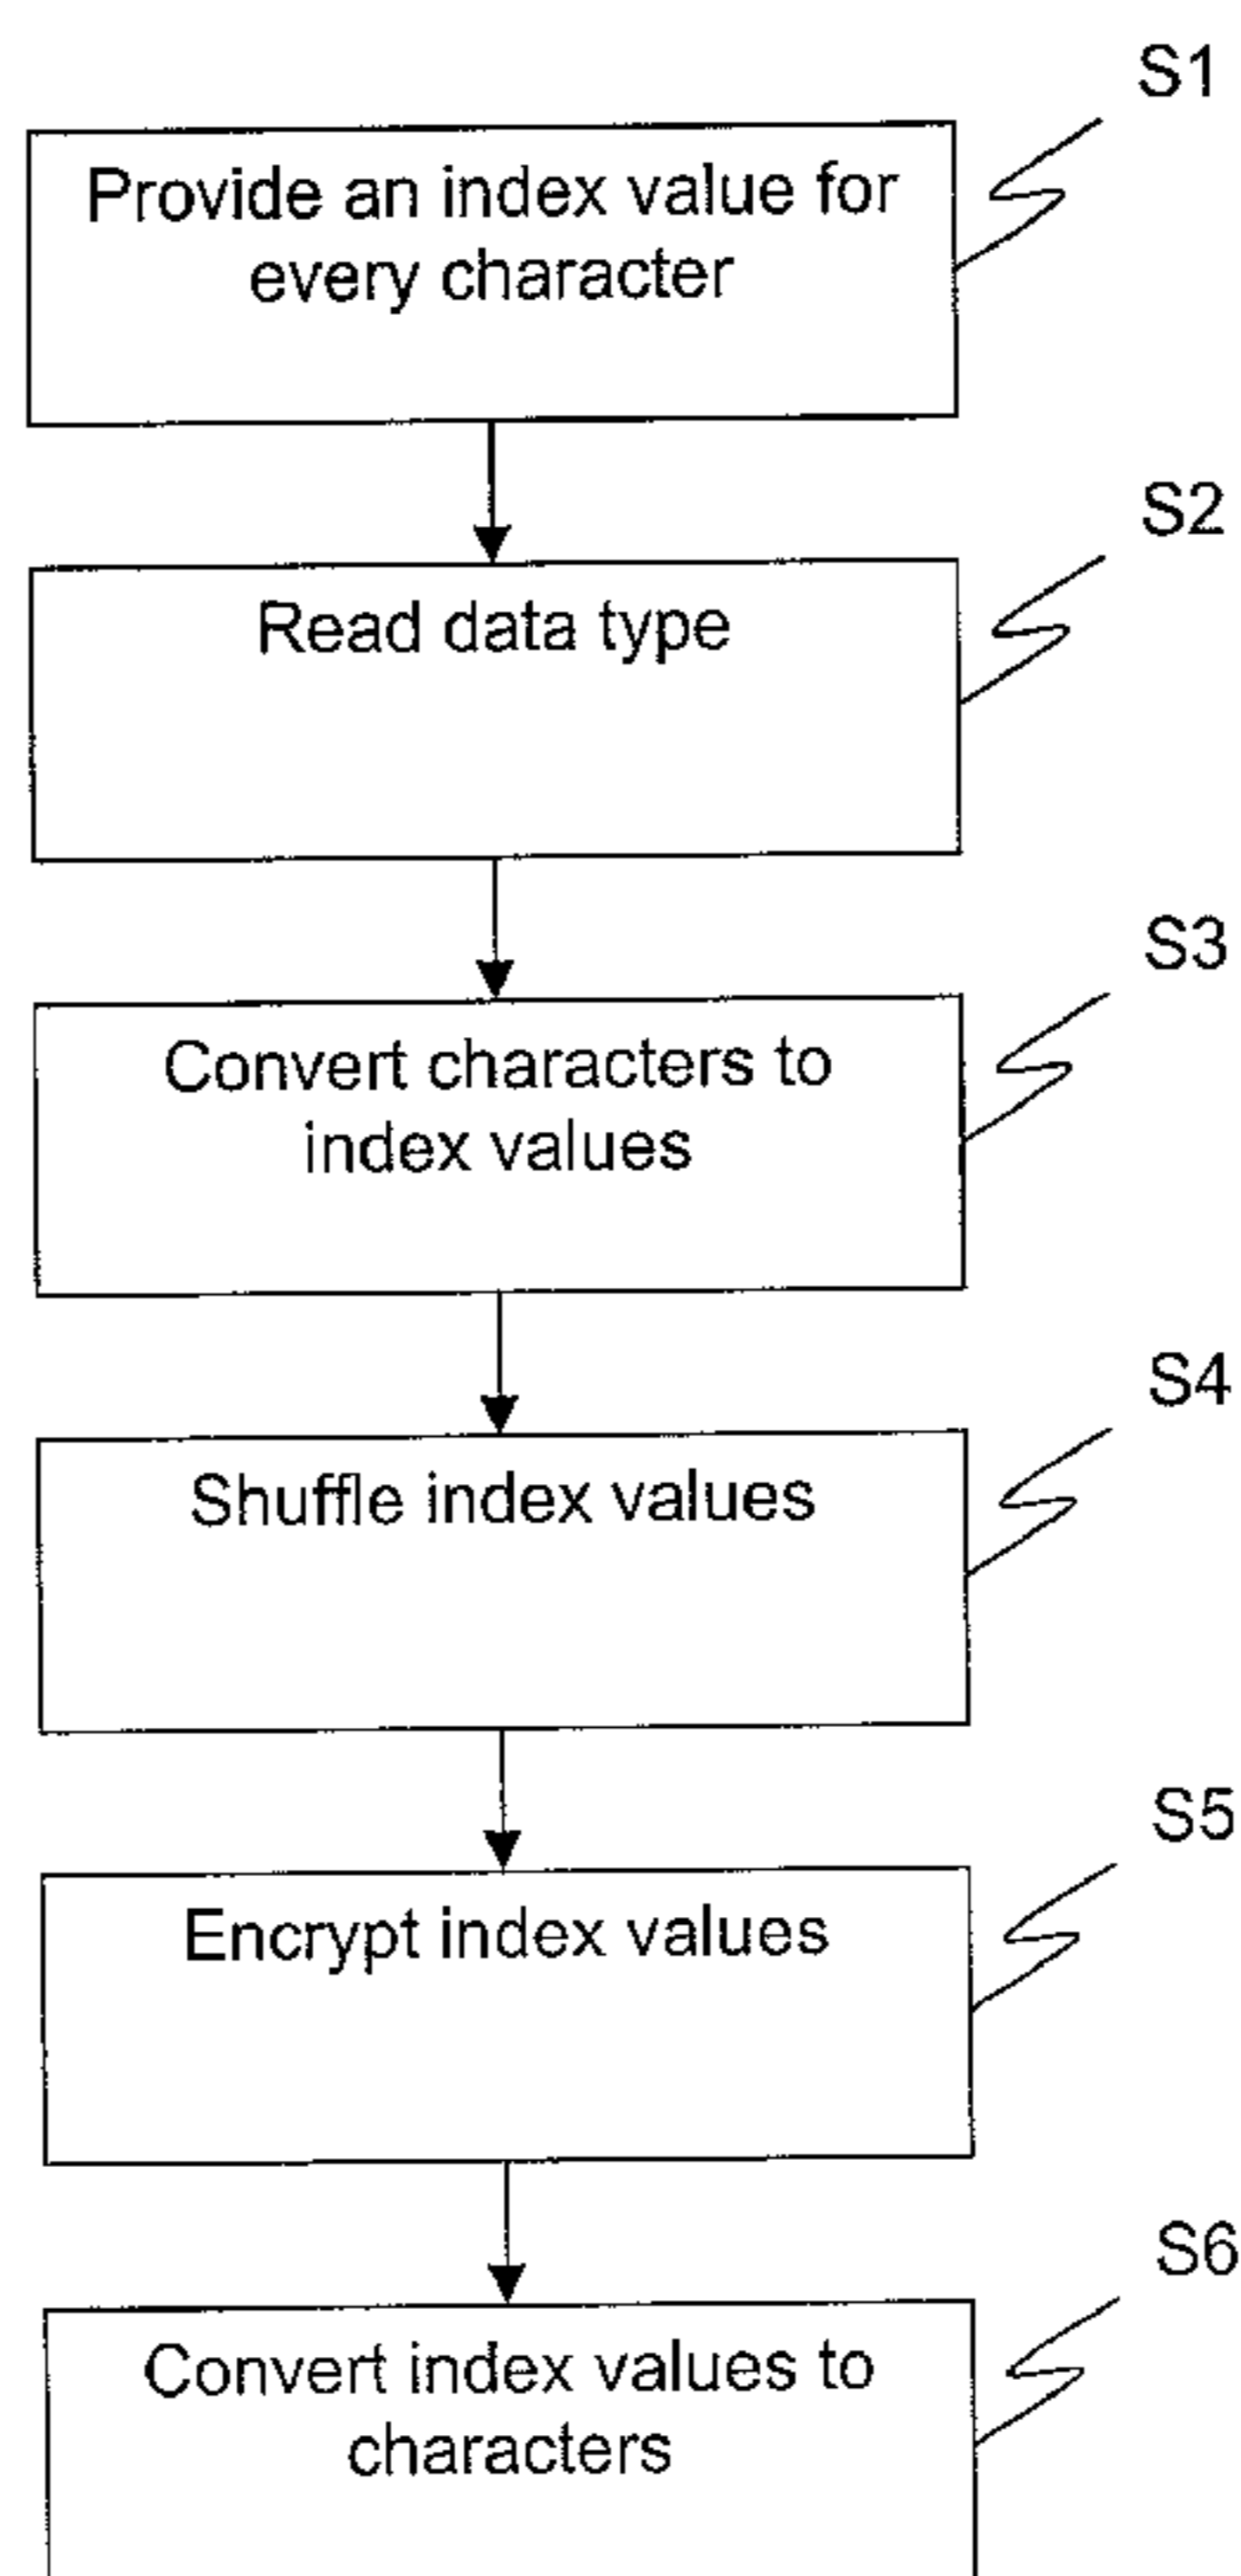 S1
Provide an index value for
every character
S2
Read data type
S3
Convert characters to
index values
S4
Shuffle index values
S5
Encrypt index values
S6
Convert index values to
characters